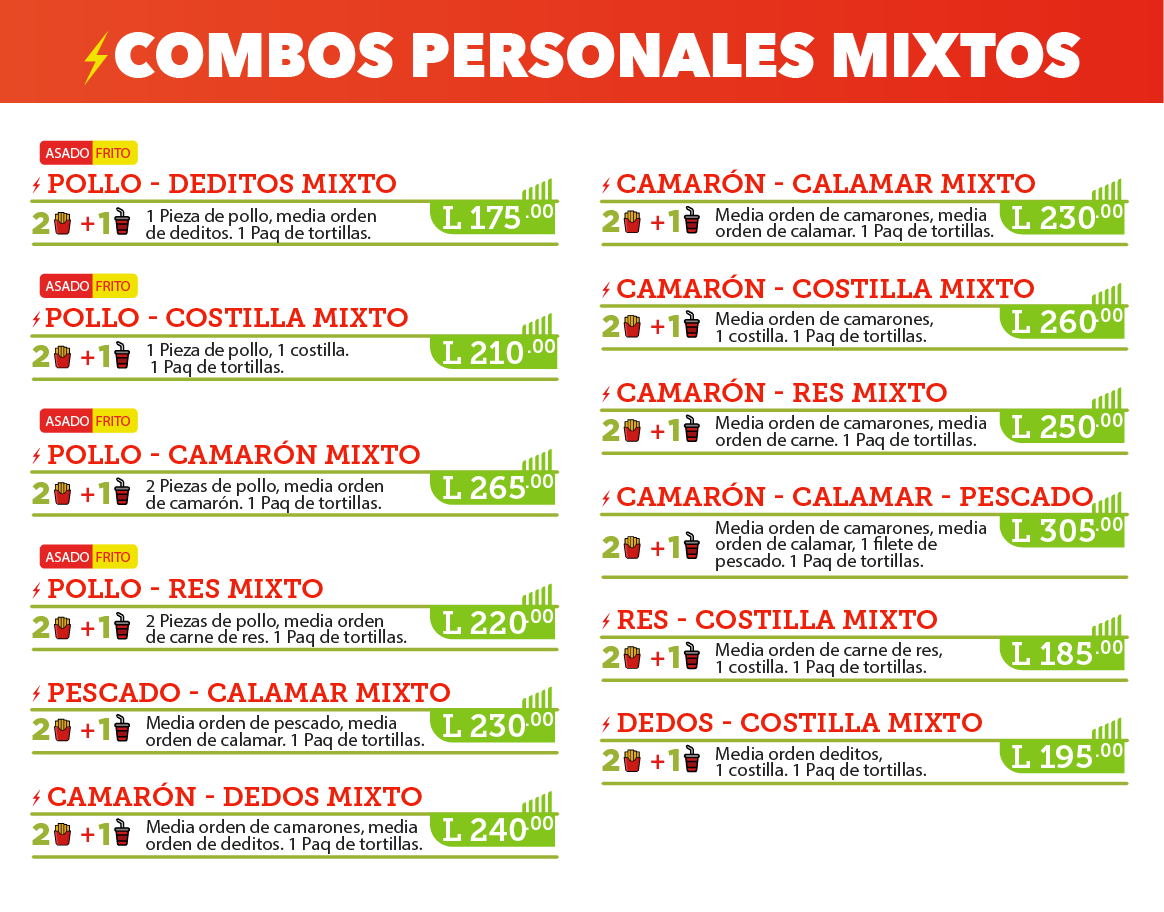 COMBOS PERSONALES MIXTOS
ASADO FRITO
POLLO - DEDITOS MIXTO
2 + 1 1 Pieza de pollo, media orden
de deditos. 1 Paq de tortillas.
L 175.00
ASADO FRITO
POLLO - COSTILLA MIXTO
2 + 1 1 Pieza de pollo, 1 costilla.
1 Paq de tortillas.
L 210.00
ASADO FRITO
POLLO - CAMARÓN MIXTO
2 + 1 2 Piezas de pollo, media orden
de camarón. 1 Paq de tortillas.
L 265.00
ASADO FRITO
POLLO - RES MIXTO
2 + 1 2 Piezas de pollo, media orden
de carne de res. 1 Paq de tortillas.
L 220.00
PESCADO - CALAMAR MIXTO
2 + 1 Media orden de pescado, media
orden de calamar. 1 Paq de tortillas.
L 230.00
CAMARÓN - DEDOS MIXTO
2 + 1 Media orden de camarones, media
orden de deditos. 1 Paq de tortillas.
L 240.00
CAMARÓN - CALAMAR MIXTO
2 + 1 Media orden de camarones, media
orden de calamar. 1 Paq de tortillas.
L 230.00
CAMARÓN - COSTILLA MIXTO
2 + 1 Media orden de camarones,
1 costilla. 1 Paq de tortillas.
L 260.00
CAMARÓN - RES MIXTO
2 + 1 Media orden de camarones, media
orden de carne. 1 Paq de tortillas.
L 250.00
CAMARÓN - CALAMAR - PESCADO
2 + 1 Media orden de camarones, media
orden de calamar, 1 filete de
pescado. 1 Paq de tortillas.
L 305.00
RES - COSTILLA MIXTO
2 + 1 Media orden de carne de res,
1 costilla. 1 Paq de tortillas.
L 185.00
DEDOS - COSTILLA MIXTO
2 + 1 Media orden deditos,
1 costilla. 1 Paq de tortillas.
L 195.00